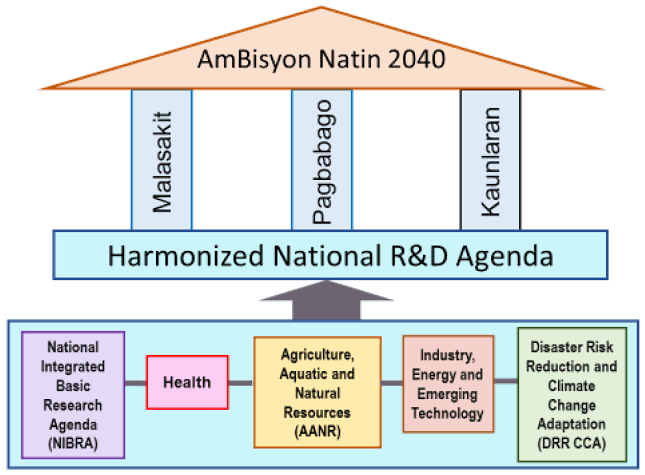 AmBisyon Natin 2040
Malasakit
Pagbabago
Kaunlaran
Harmonized National R&D Agenda
National
Integrated
Basic
Research
Agenda
(NIBRA)
Health
Agriculture,
Aquatic and
Natural
Resources
(AANR)
Industry,
Energy and
Emerging
Technology
Disaster Risk
Reduction and
Climate
Change
Adaptation
(DRR CCA)